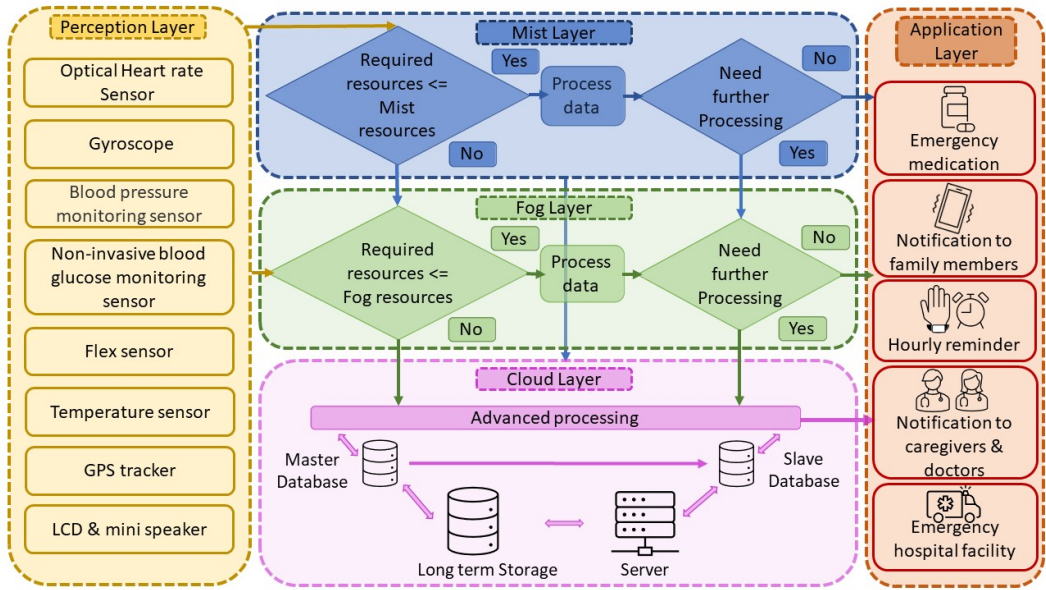 Perception Layer
Optical Heart rate
Sensor
Gyroscope
Blood pressure
monitoring sensor
Non-invasive blood
glucose monitoring
sensor
Flex sensor
Temperature sensor
GPS tracker
LCD & mini speaker
Mist Layer
Required
resources <=
Mist
resources
Yes
No
Process
data
Need
further
Processing
No
Yes
Fog Layer
Required
resources <=
Fog resources
Yes
No
Process
data
Need
further
Processing
No
Yes
Cloud Layer
Advanced processing
Master
Database
Slave
Database
Long term Storage
Server
Application
Layer
Emergency
medication
Notification to
family members
Hourly reminder
Notification to
caregivers &
doctors
Emergency
hospital facility